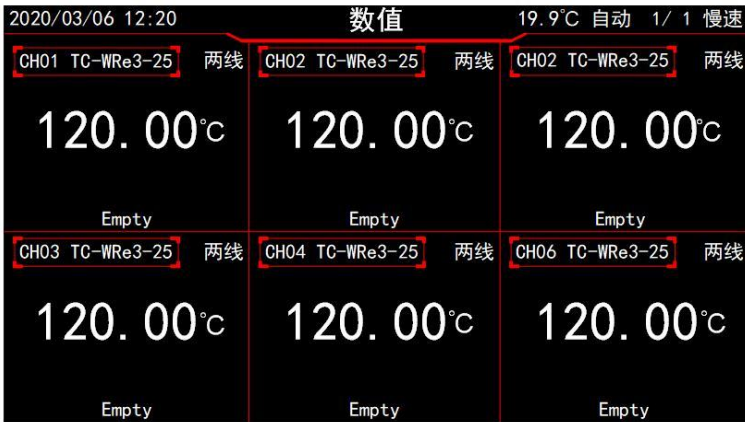 2020/03/06 12:20 数值 19.9℃ 自动 1/ 1 慢速
CH01 TC-WRe3-25 两线 CH02 TC-WRe3-25 两线 CH02 TC-WRe3-25 两线
120.00℃ 120.00℃ 120.00℃
Empty Empty Empty
CH03 TC-WRe3-25 两线 CH04 TC-WRe3-25 两线 CH06 TC-WRe3-25 两线
120.00℃ 120.00℃ 120.00℃
Empty Empty Empty